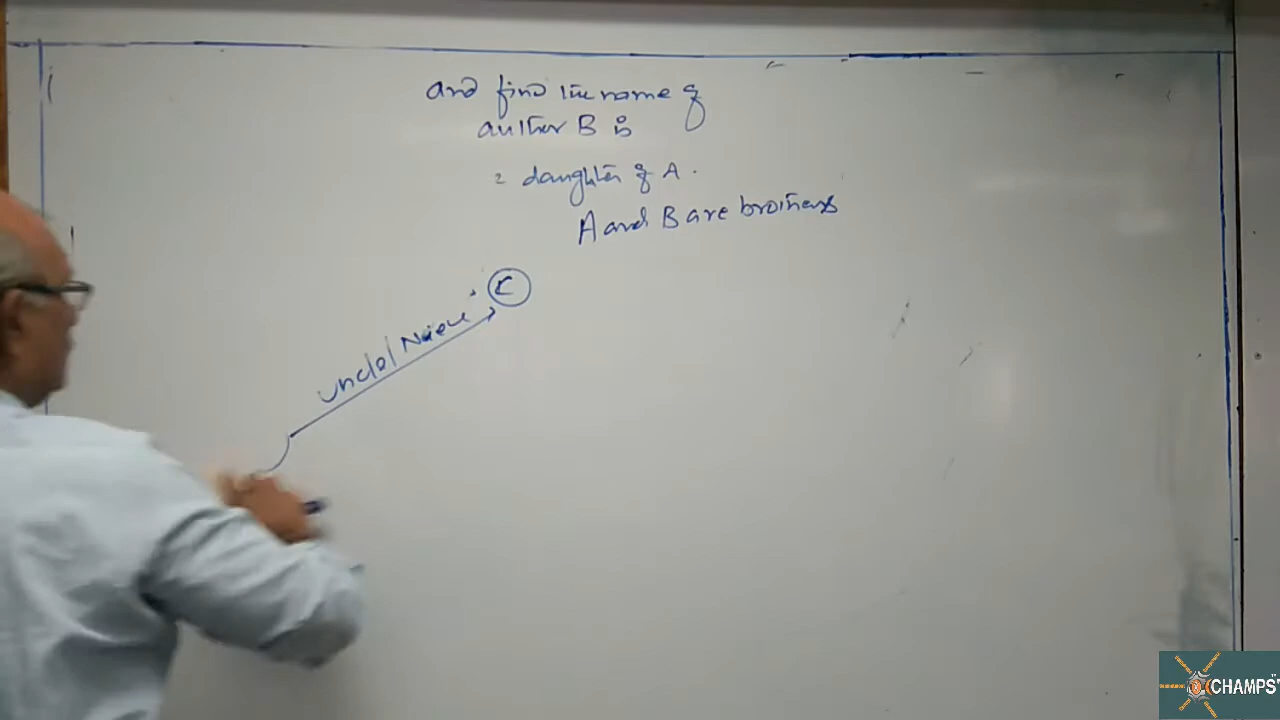 and find the name of
author B is
daughter of A.
A and B are brothers
C
Uncle/Niece
CHAMPS